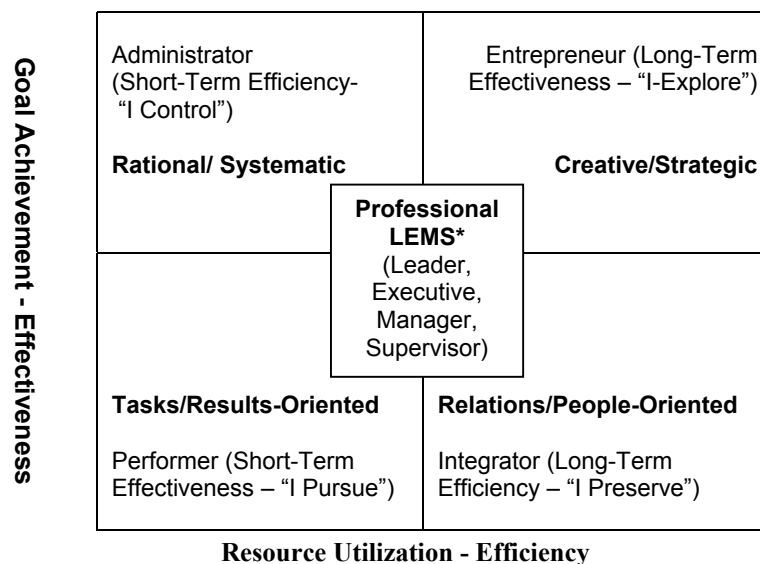 Goal Achievement - Effectiveness
Administrator
(Short-Term Efficiency-
“I Control”)
Rational/ Systematic
Entrepreneur (Long-Term
Effectiveness – “I-Explore”)
Creative/Strategic
Professional
LEMS*
(Leader,
Executive,
Manager,
Supervisor)
Tasks/Results-Oriented
Performer (Short-Term
Effectiveness – “I Pursue”)
Relations/People-Oriented
Integrator (Long-Term
Efficiency – “I Preserve”)
Resource Utilization - Efficiency